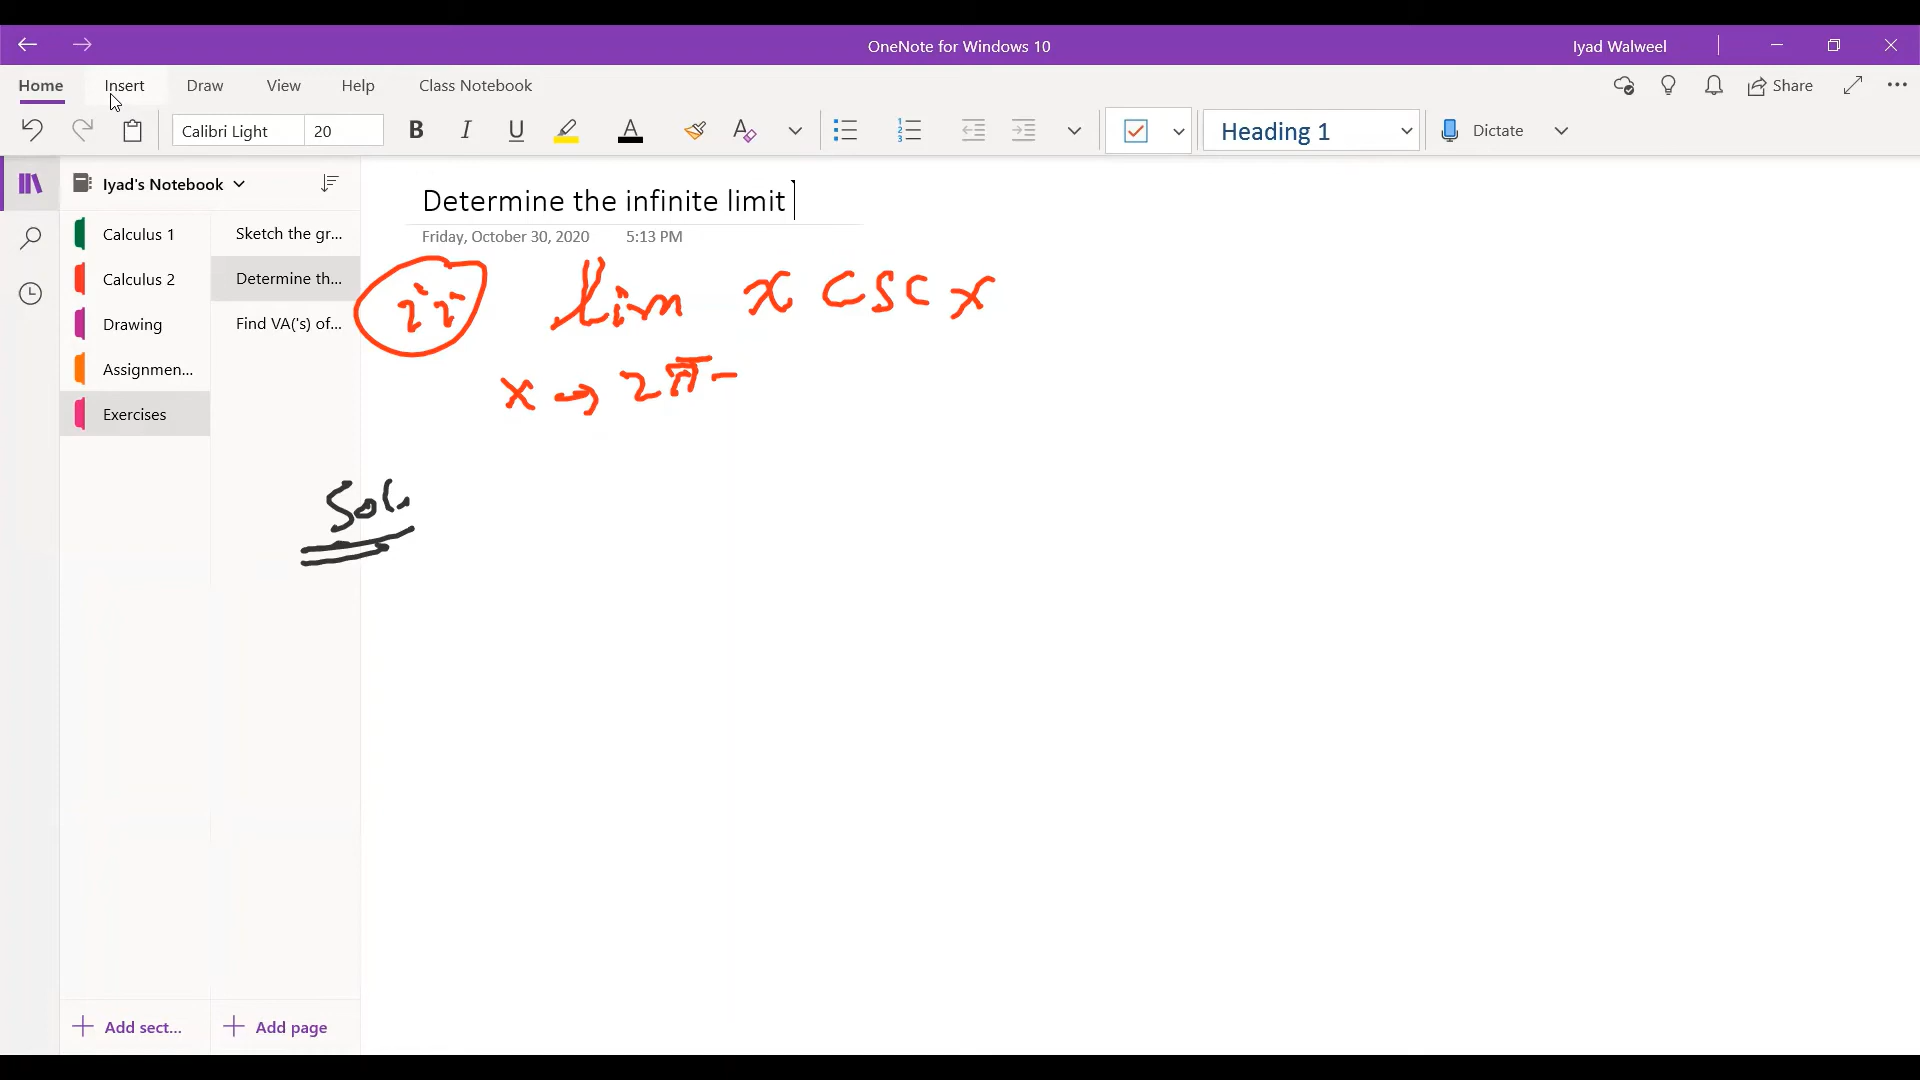 OneNote for Windows 10
Iyad Walweel
Home Insert Draw View Help Class Notebook
Share
Calibri Light 20 B I U A A Heading 1 Dictate
Iyad's Notebook
Calculus 1
Calculus 2
Drawing
Assignmen...
Exercises
Sketch the gr...
Determine th...
Find VA('s) of...
Determine the infinite limit
Friday, October 30, 2020 5:13 PM
lim x csc x
x → 2π-
Sol.
+ Add sect...
+ Add page